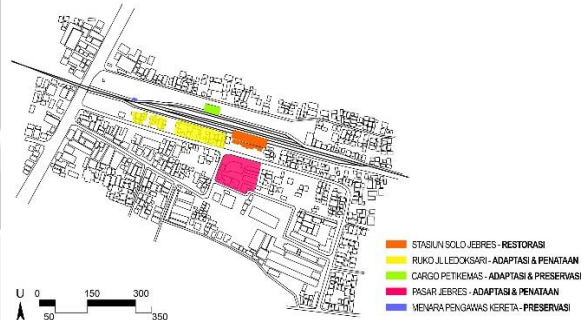 STASIUN SOLO JEBRES - RESTORASI
RUKO JL LEDOKSARI - ADAPTASI & PENATAAN
CARGO PETIKEMAS - ADAPTASI & PRESERVASI
PASAR JEBRES - ADAPTASI & PENATAAN
MENARA PENGAWAS KERETA - PRESERVASI
U 0 150 300
50 350